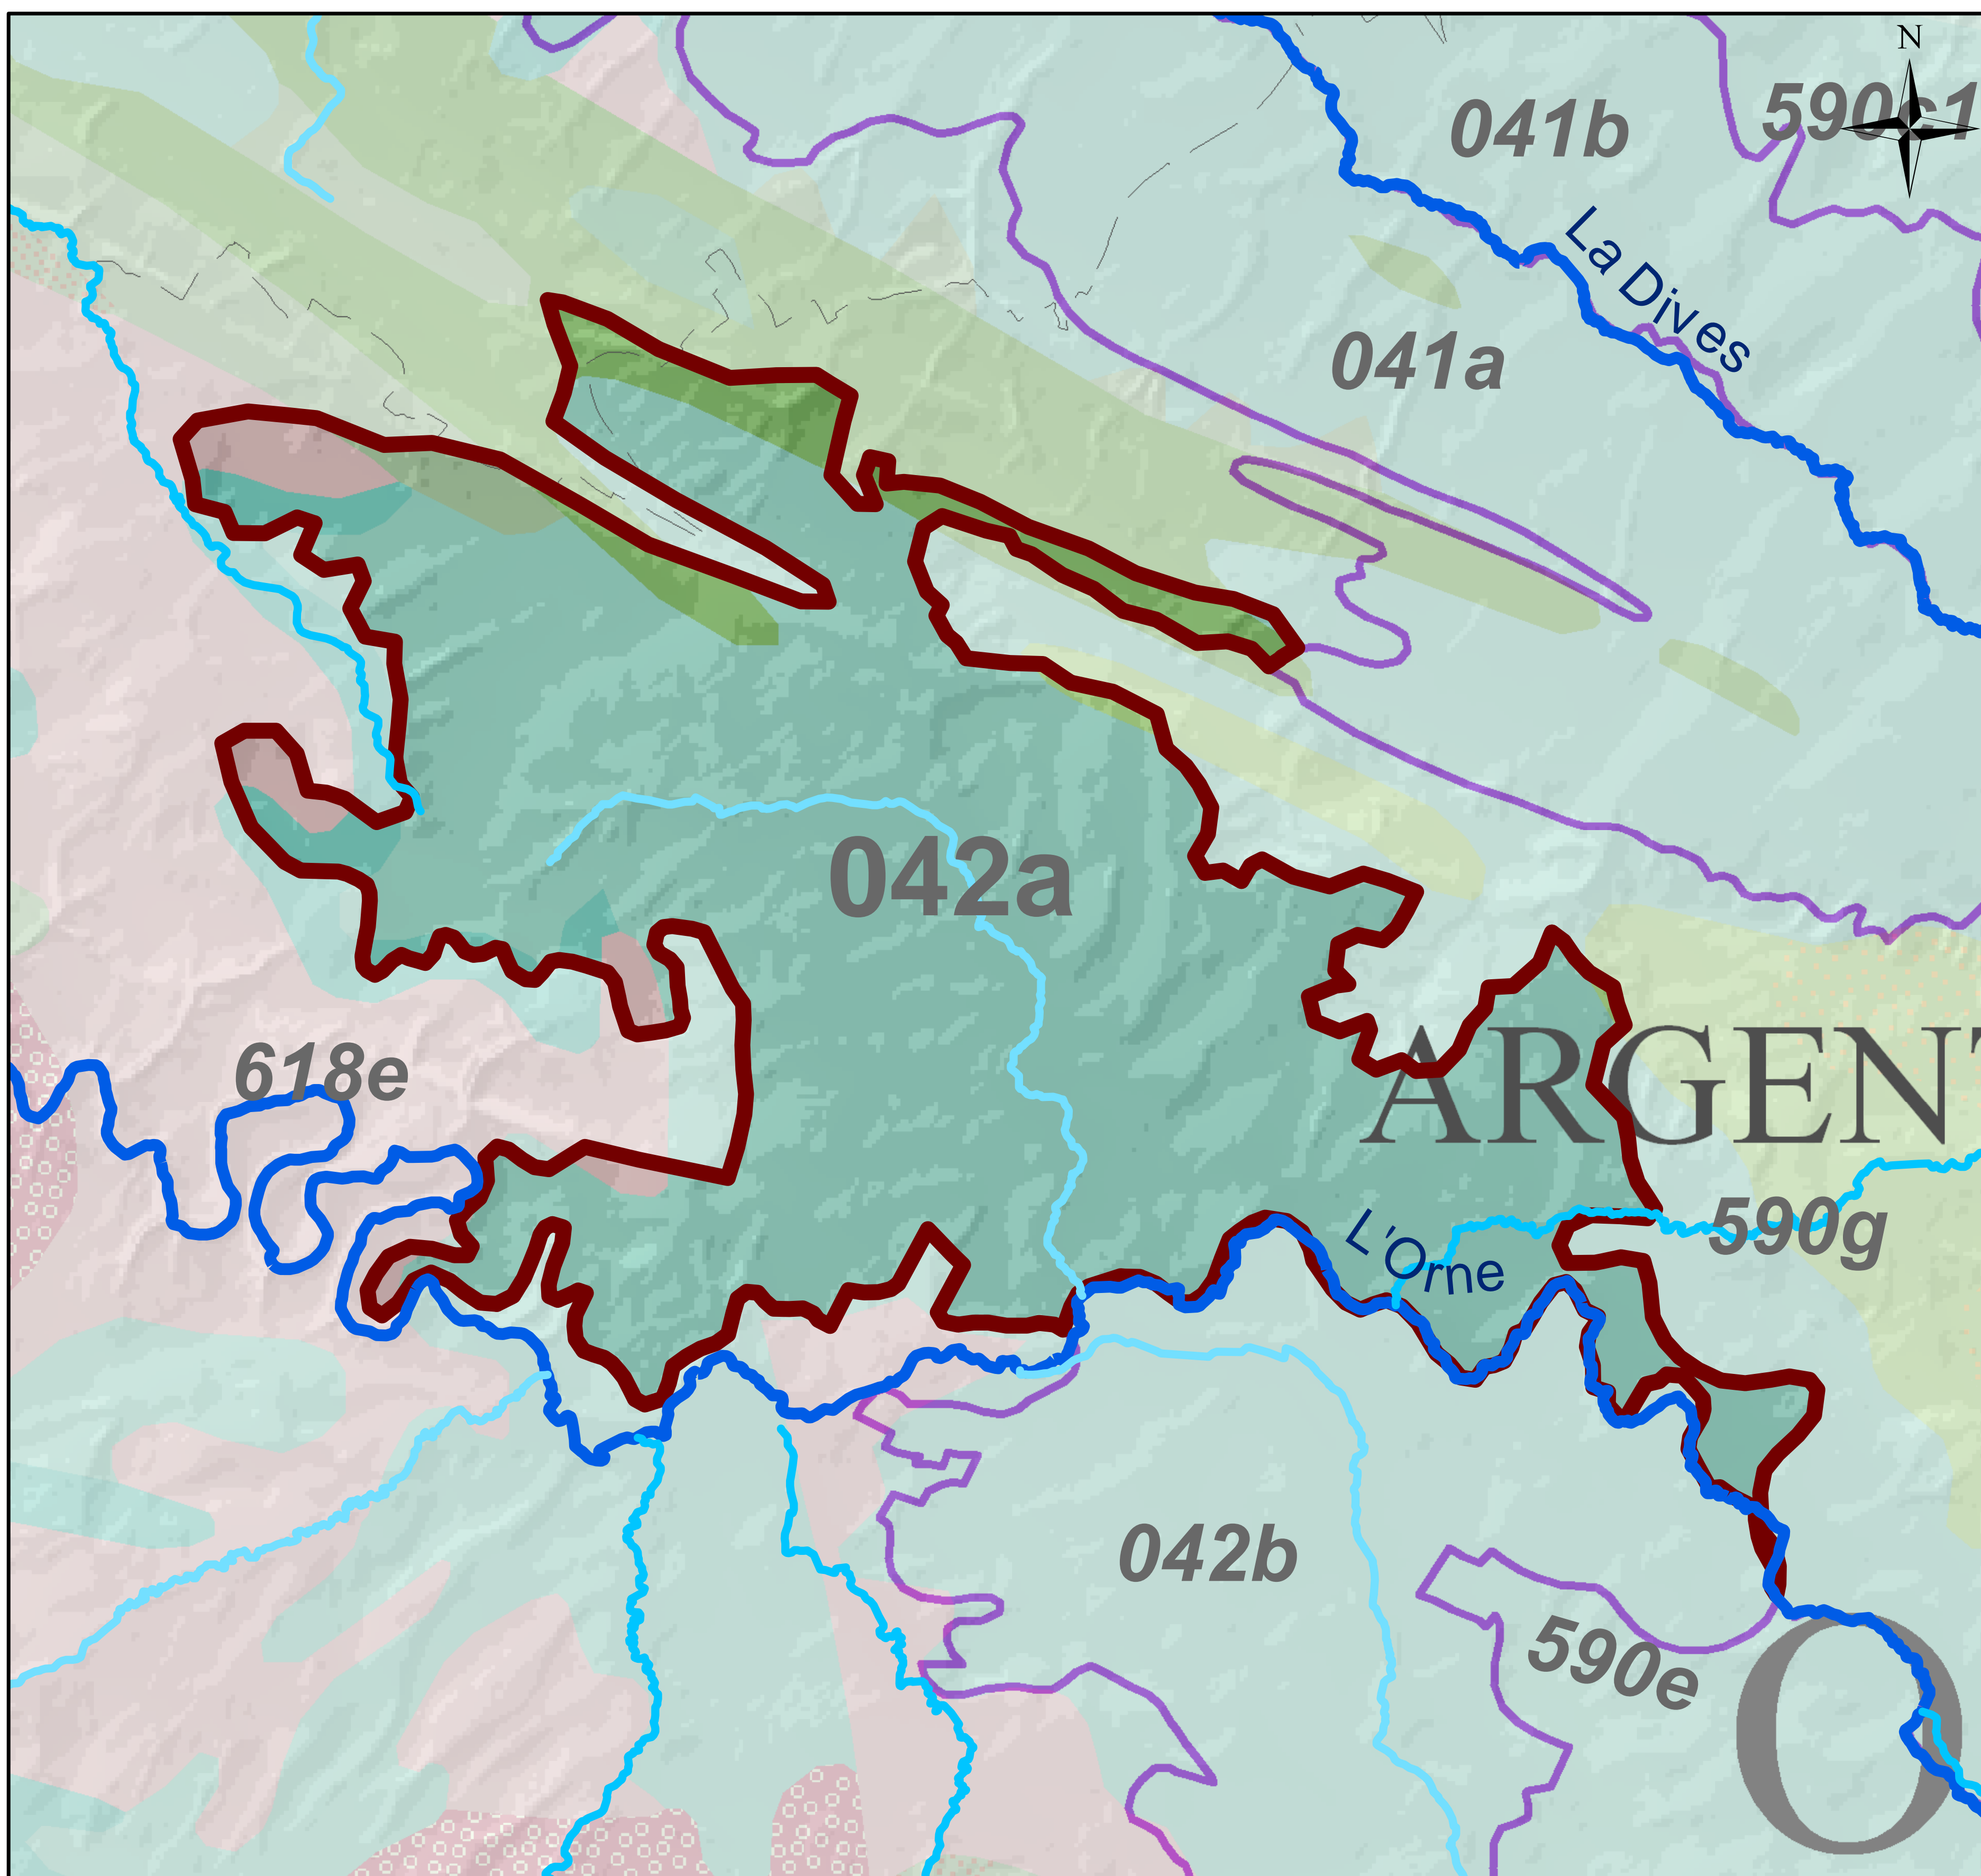 N
041b
590c1
La Dives
041a
042a
618e
ARGENT
L'Orne
590g
042b
590e
O